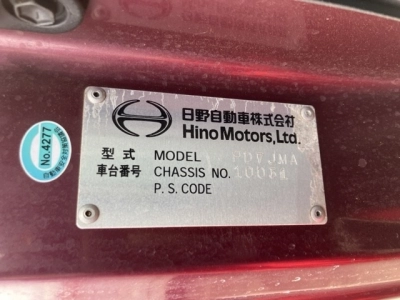 日野自動車株式会社
Hino Motors, Ltd.
型式 MODEL
車台番号 CHASSIS NO.
P. S. CODE
No.4277